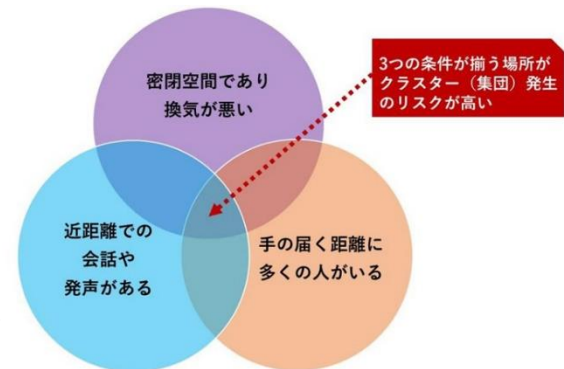 密閉空間であり
換気が悪い
3つの条件が揃う場所が
クラスター（集団）発生
のリスクが高い
近距離での
会話や
発声がある
手の届く距離に
多くの人がいる